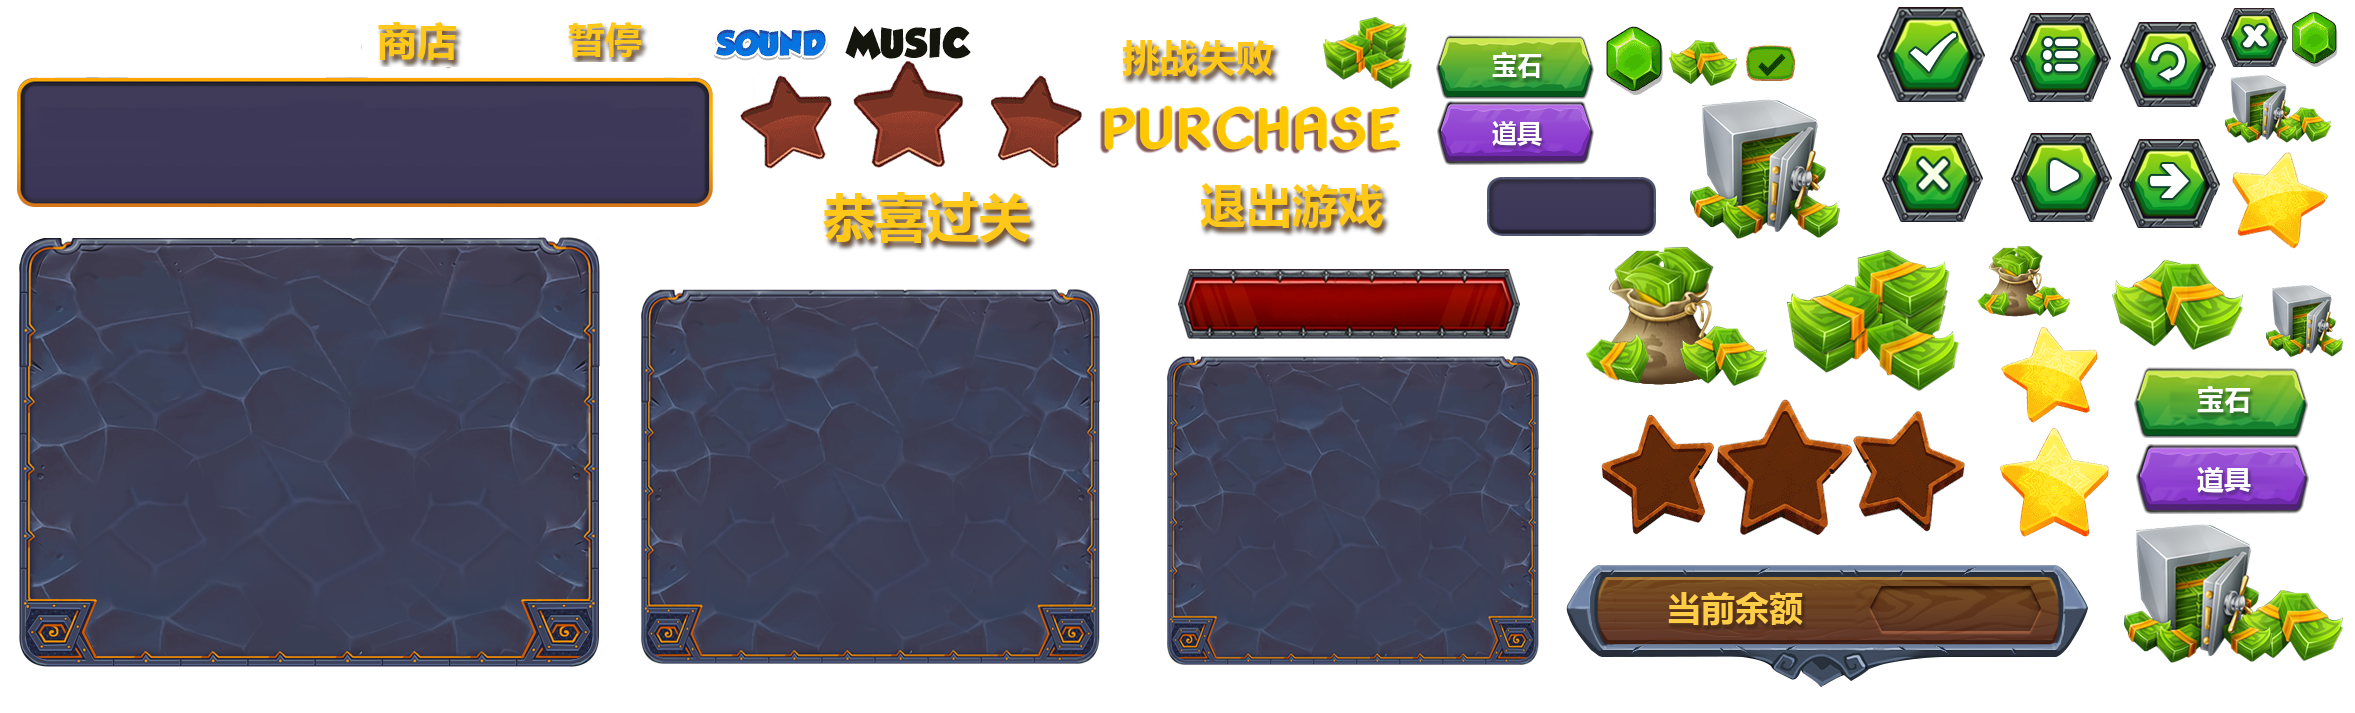 商店
暂停
SOUND
MUSIC
挑战失败
宝石
PURCHASE
道具
恭喜过关
退出游戏
宝石
道具
当前余额